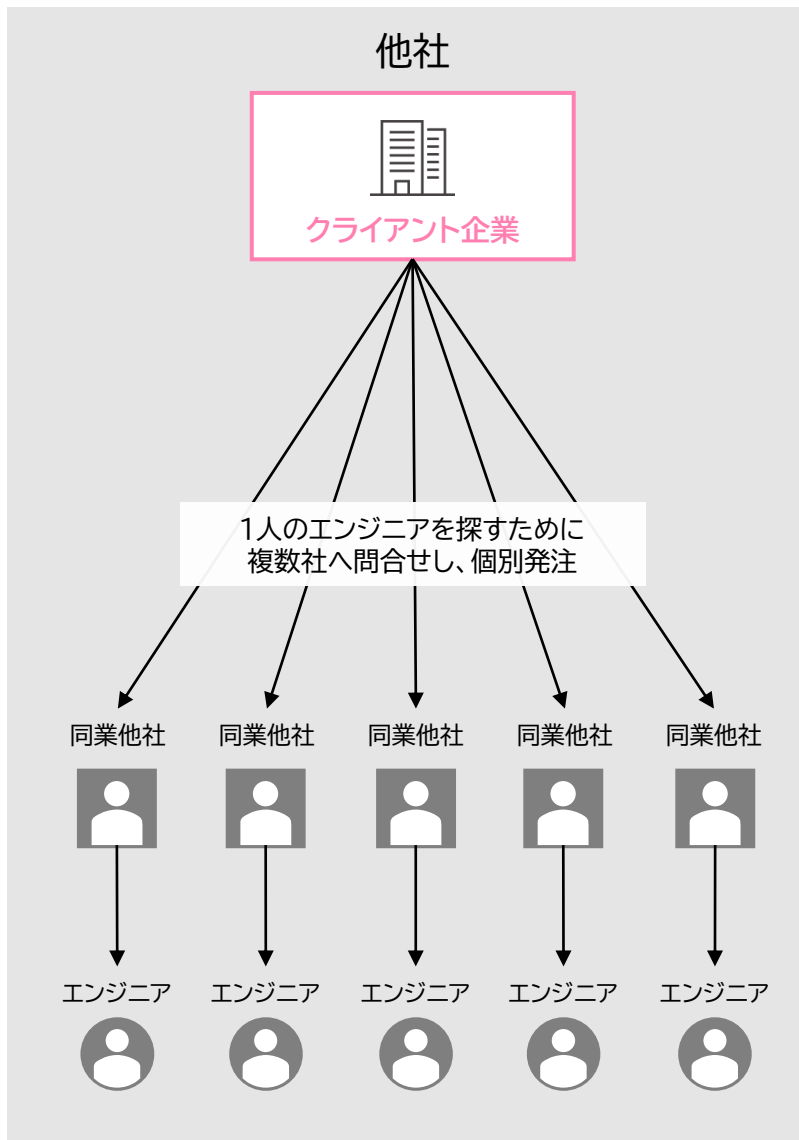 他社
クライアント企業
1人のエンジニアを探すために
複数社へ問合せし、個別発注
同業他社 同業他社 同業他社 同業他社 同業他社
エンジニア エンジニア エンジニア エンジニア エンジニア